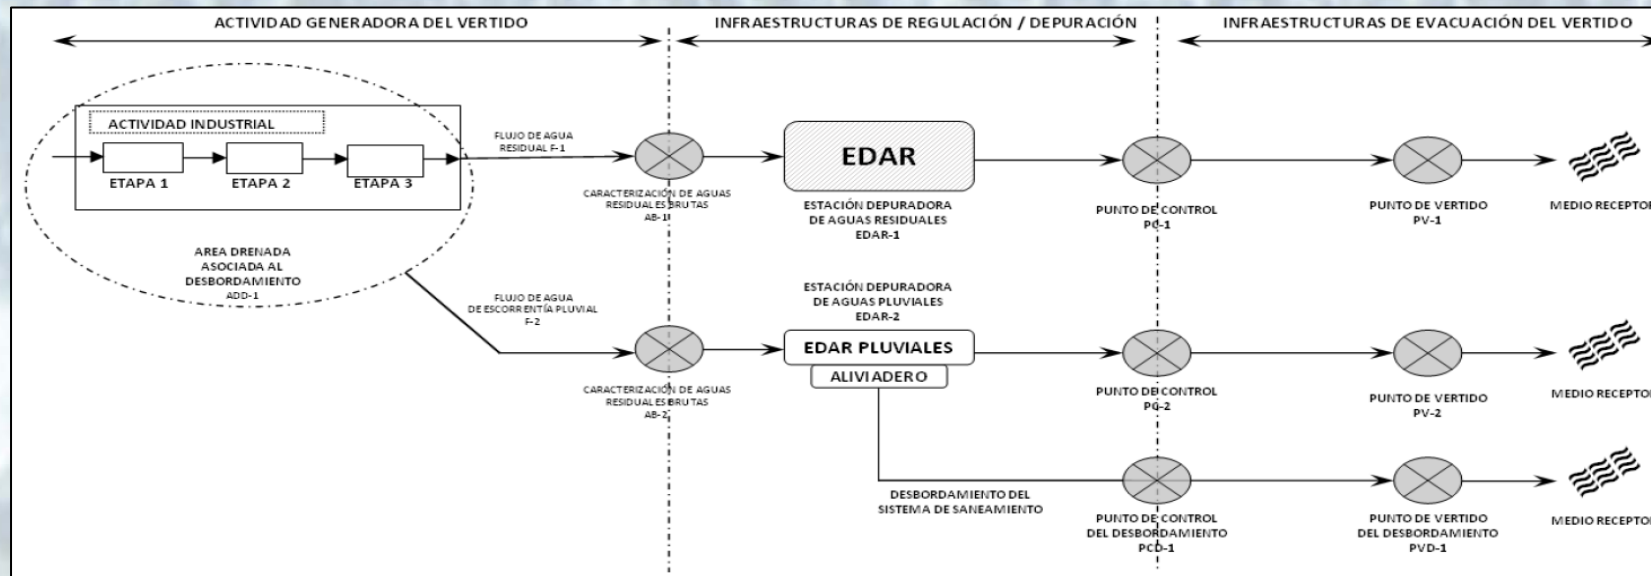 ACTIVIDAD GENERADORA DEL VERTIDO
INFRAESTRUCTURAS DE REGULACIÓN / DEPURACIÓN
INFRAESTRUCTURAS DE EVACUACIÓN DEL VERTIDO
ACTIVIDAD INDUSTRIAL
ETAPA 1
ETAPA 2
ETAPA 3
FLUJO DE AGUA
RESIDUAL F-1
CARACTERIZACIÓN DE AGUAS
RESIDUALES BRUTAS
AB-1
EDAR
ESTACIÓN DEPURADORA
DE AGUAS RESIDUALES
EDAR-1
PUNTO DE CONTROL
PC-1
PUNTO DE VERTIDO
PV-1
MEDIO RECEPTOR
AREA DRENADA
ASOCIADA AL
DESBORDAMIENTO
ADD-1
FLUJO DE AGUA
DE ESCORRENTÍA PLUVIAL
F-2
CARACTERIZACIÓN DE AGUAS
RESIDUALES BRUTAS
AB-2
ESTACIÓN DEPURADORA
DE AGUAS PLUVIALES
EDAR-2
EDAR PLUVIALES
ALIVIADERO
PUNTO DE CONTROL
PC-2
PUNTO DE VERTIDO
PV-2
MEDIO RECEPTOR
DESBORDAMIENTO DEL
SISTEMA DE SANEAMIENTO
PUNTO DE CONTROL
DEL DESBORDAMIENTO
PCD-1
PUNTO DE VERTIDO
DEL DESBORDAMIENTO
PVD-1
MEDIO RECEPTOR